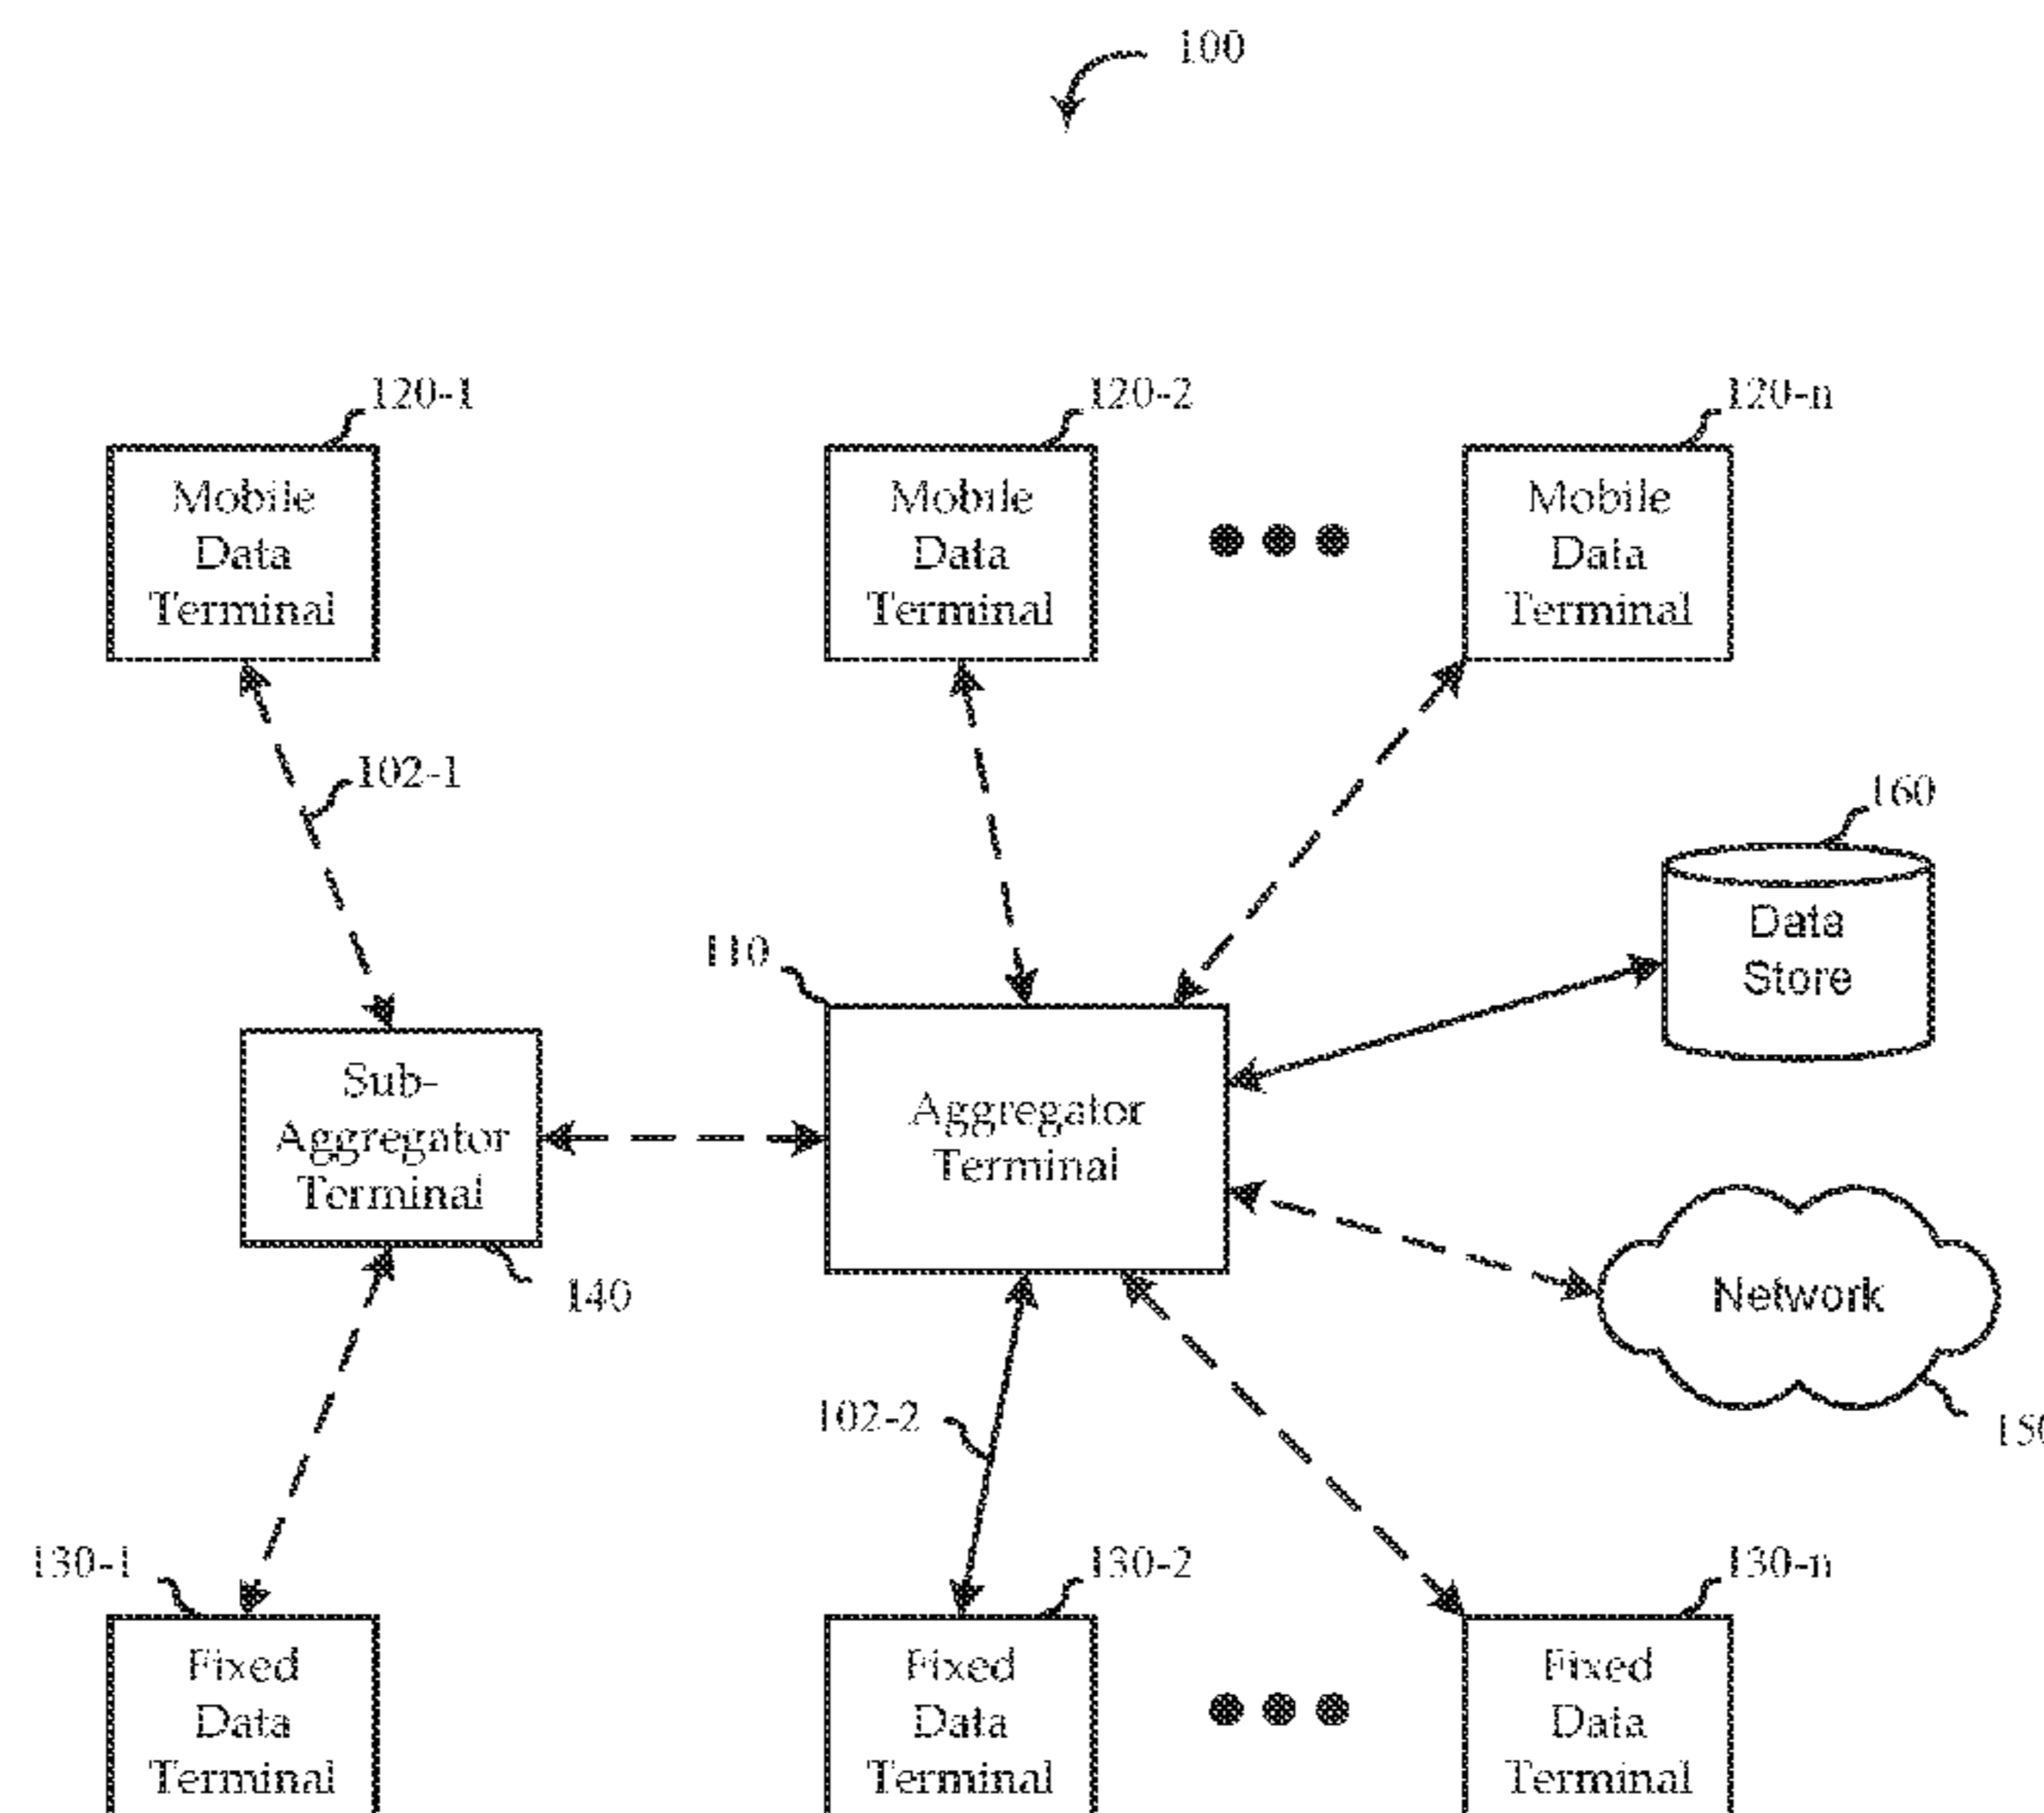 100
120-1
120-2
120-n
Mobile
Data
Terminal
Mobile
Data
Terminal
Mobile
Data
Terminal
102-1
160
Data
Store
110
Sub-
Aggregator
Terminal
Aggregator
Terminal
140
Network
102-2
130-1
130-2
130-n
Fixed
Data
Terminal
Fixed
Data
Terminal
Fixed
Data
Terminal